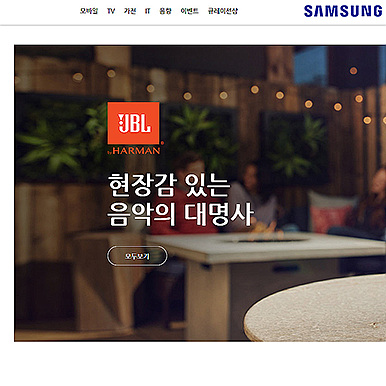 모바일 TV 가전 IT 음향 이벤트 큐레이션샵
SAMSUNG
JBL
by HARMAN
현장감 있는
음악의 대명사
모두보기